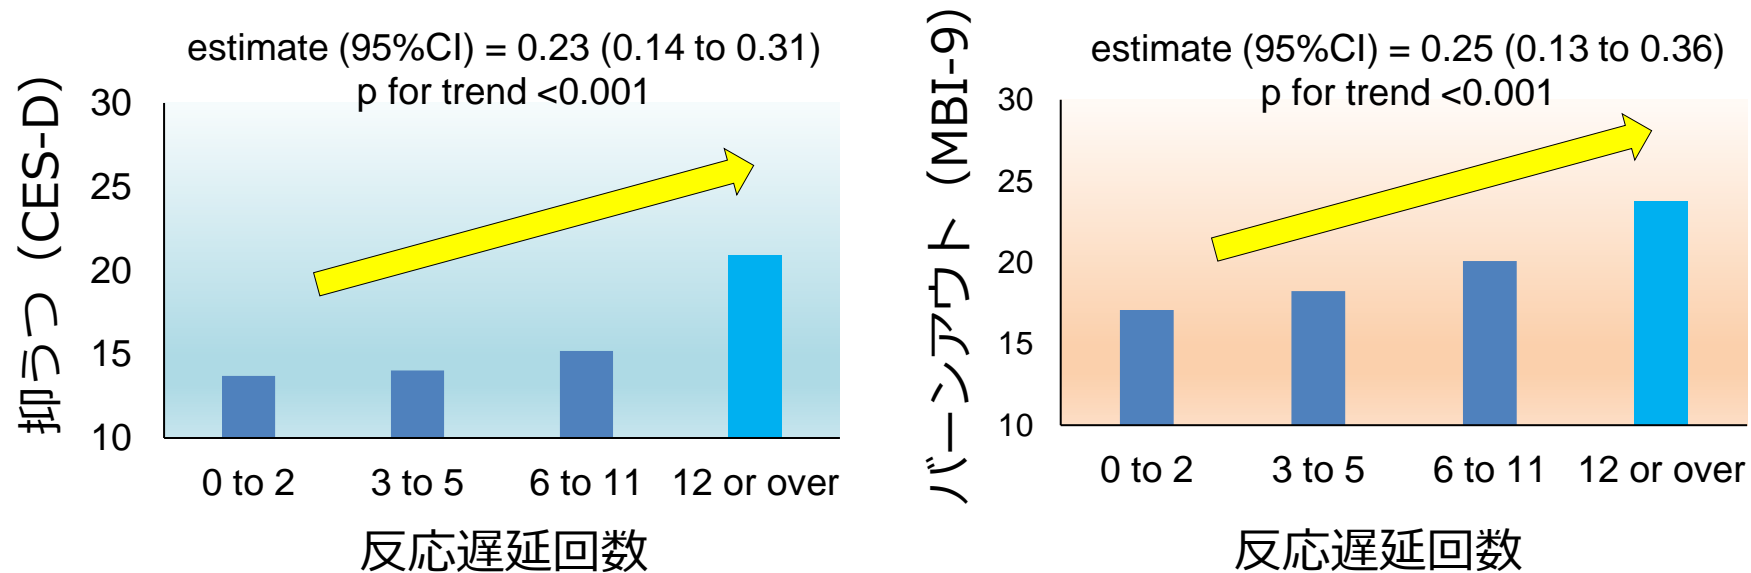 estimate (95%CI) = 0.23 (0.14 to 0.31)
p for trend <0.001
抑うつ (CES-D)
30
25
20
15
10
0 to 2 3 to 5 6 to 11 12 or over
反応遅延回数
estimate (95%CI) = 0.25 (0.13 to 0.36)
p for trend <0.001
バーンアウト (MBI-9)
30
25
20
15
10
0 to 2 3 to 5 6 to 11 12 or over
反応遅延回数